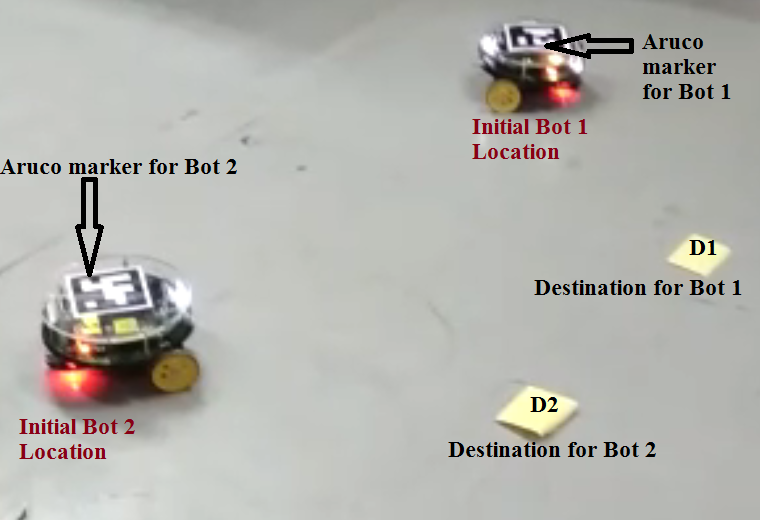 Aruco
marker
for Bot 1
Initial Bot 1
Location
Aruco marker for Bot 2
D1
Destination for Bot 1
D2
Destination for Bot 2
Initial Bot 2
Location